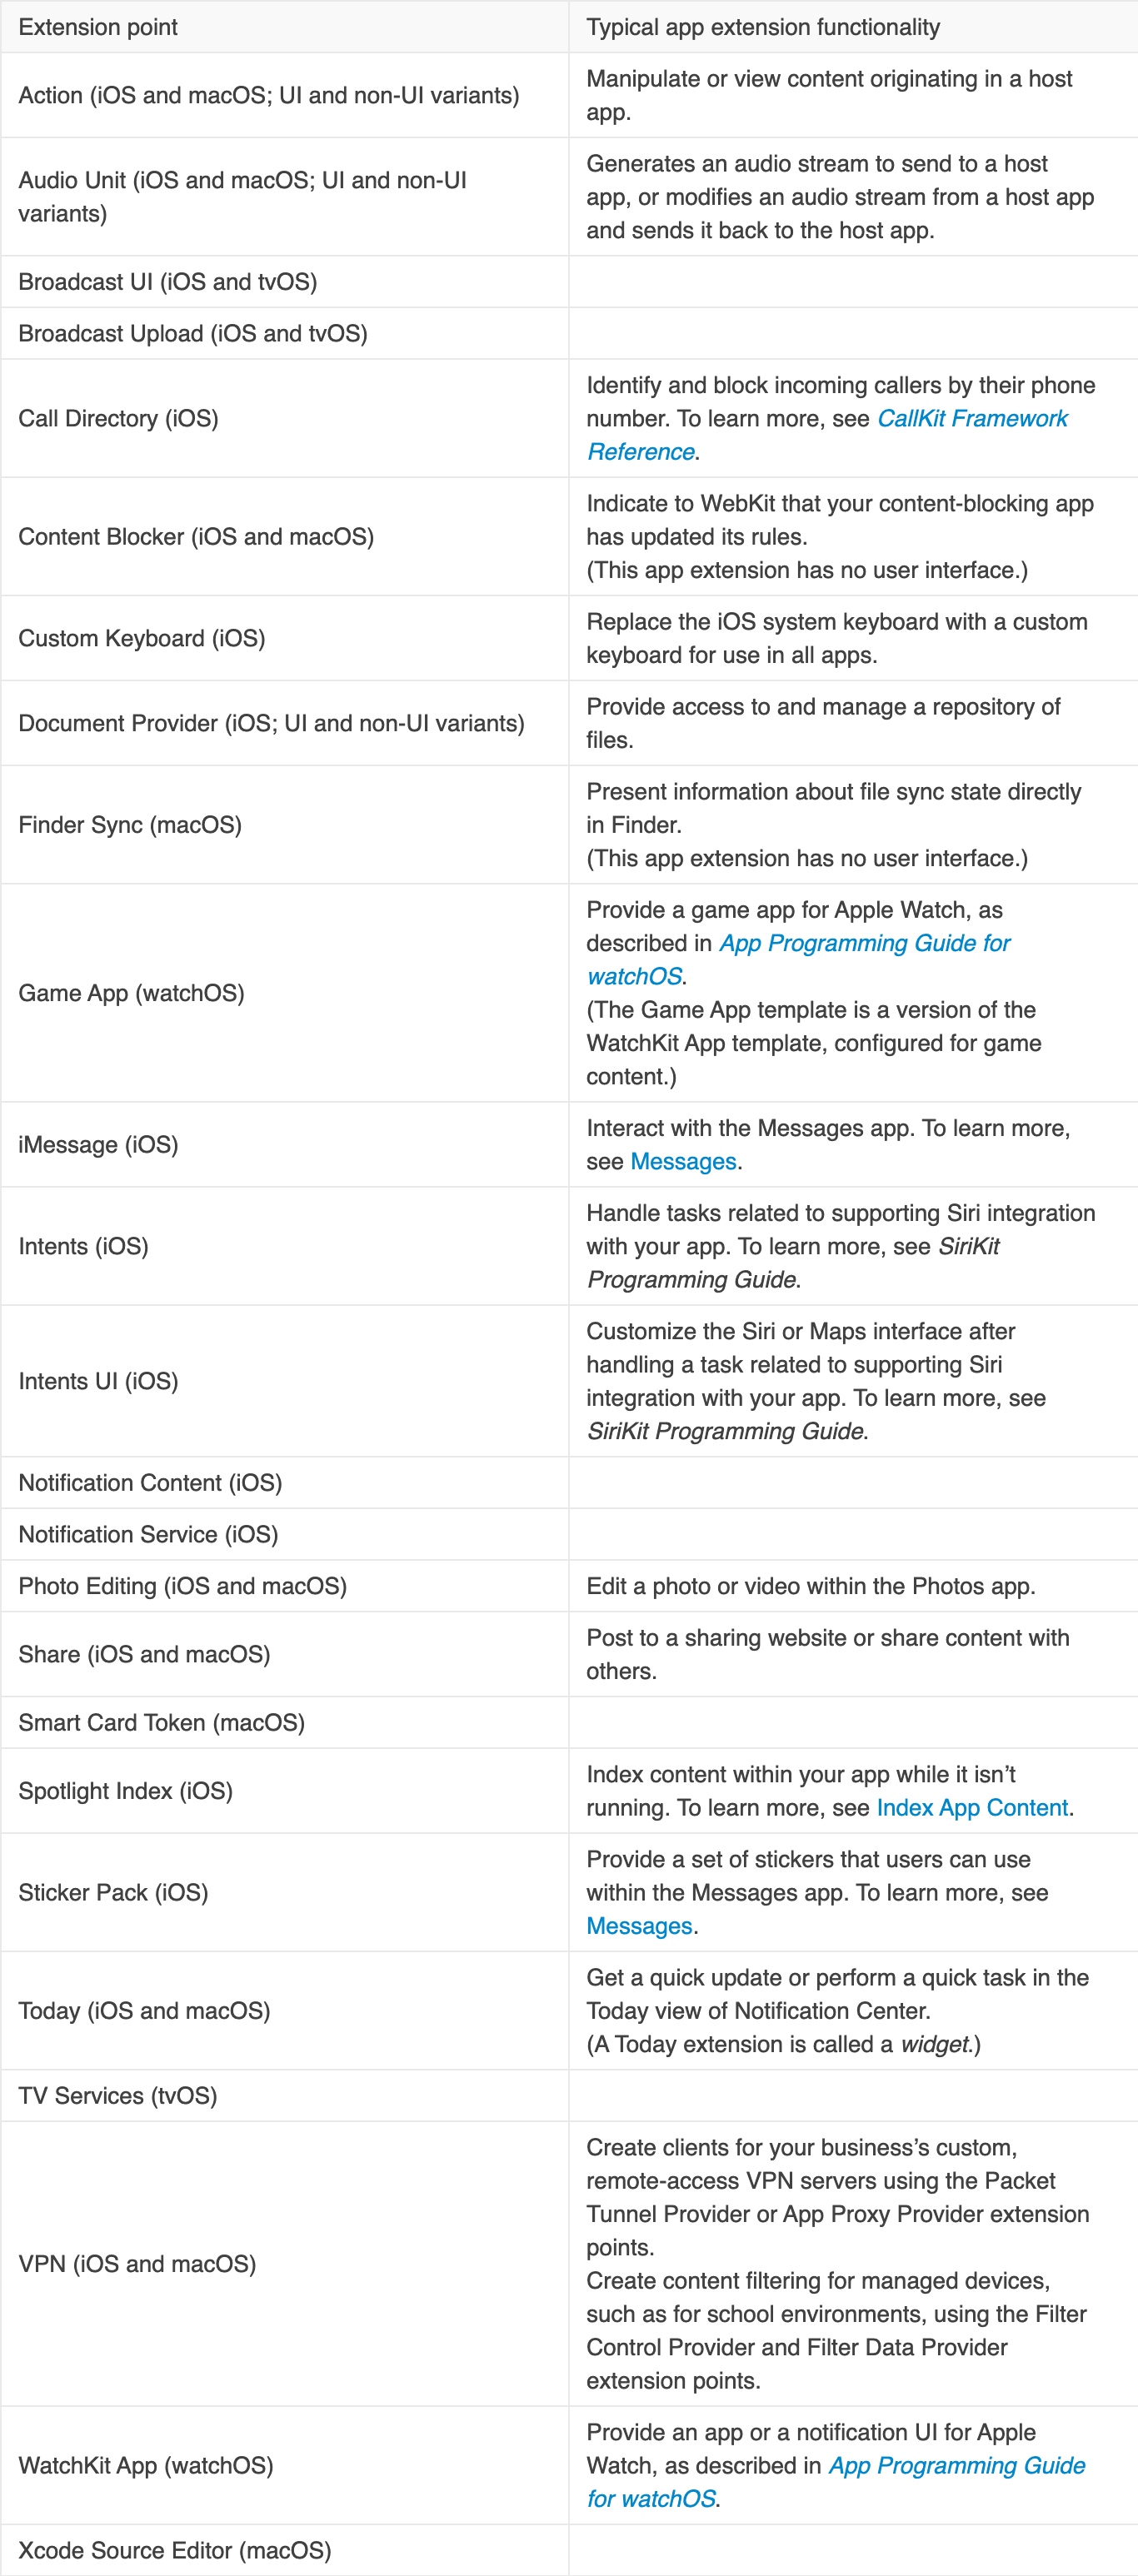 Extension point
Typical app extension functionality
Action (iOS and macOS; UI and non-UI variants)
Manipulate or view content originating in a host
app.
Audio Unit (iOS and macOS; UI and non-UI
variants)
Generates an audio stream to send to a host
app, or modifies an audio stream from a host app
and sends it back to the host app.
Broadcast UI (iOS and tvOS)
Broadcast Upload (iOS and tvOS)
Call Directory (iOS)
Identify and block incoming callers by their phone
number. To learn more, see CallKit Framework
Reference.
Content Blocker (iOS and macOS)
Indicate to WebKit that your content-blocking app
has updated its rules.
(This app extension has no user interface.)
Custom Keyboard (iOS)
Replace the iOS system keyboard with a custom
keyboard for use in all apps.
Document Provider (iOS; UI and non-UI variants)
Provide access to and manage a repository of
files.
Finder Sync (macOS)
Present information about file sync state directly
in Finder.
(This app extension has no user interface.)
Game App (watchOS)
Provide a game app for Apple Watch, as
described in App Programming Guide for
watchOS.
(The Game App template is a version of the
WatchKit App template, configured for game
content.)
iMessage (iOS)
Interact with the Messages app. To learn more,
see Messages.
Intents (iOS)
Handle tasks related to supporting Siri integration
with your app. To learn more, see SiriKit
Programming Guide.
Intents UI (iOS)
Customize the Siri or Maps interface after
handling a task related to supporting Siri
integration with your app. To learn more, see
SiriKit Programming Guide.
Notification Content (iOS)
Notification Service (iOS)
Photo Editing (iOS and macOS)
Edit a photo or video within the Photos app.
Share (iOS and macOS)
Post to a sharing website or share content with
others.
Smart Card Token (macOS)
Spotlight Index (iOS)
Index content within your app while it isn’t
running. To learn more, see Index App Content.
Sticker Pack (iOS)
Provide a set of stickers that users can use
within the Messages app. To learn more, see
Messages.
Today (iOS and macOS)
Get a quick update or perform a quick task in the
Today view of Notification Center.
(A Today extension is called a widget.)
TV Services (tvOS)
VPN (iOS and macOS)
Create clients for your business’s custom,
remote-access VPN servers using the Packet
Tunnel Provider or App Proxy Provider extension
points.
Create content filtering for managed devices,
such as for school environments, using the Filter
Control Provider and Filter Data Provider
extension points.
WatchKit App (watchOS)
Provide an app or a notification UI for Apple
Watch, as described in App Programming Guide
for watchOS.
Xcode Source Editor (macOS)